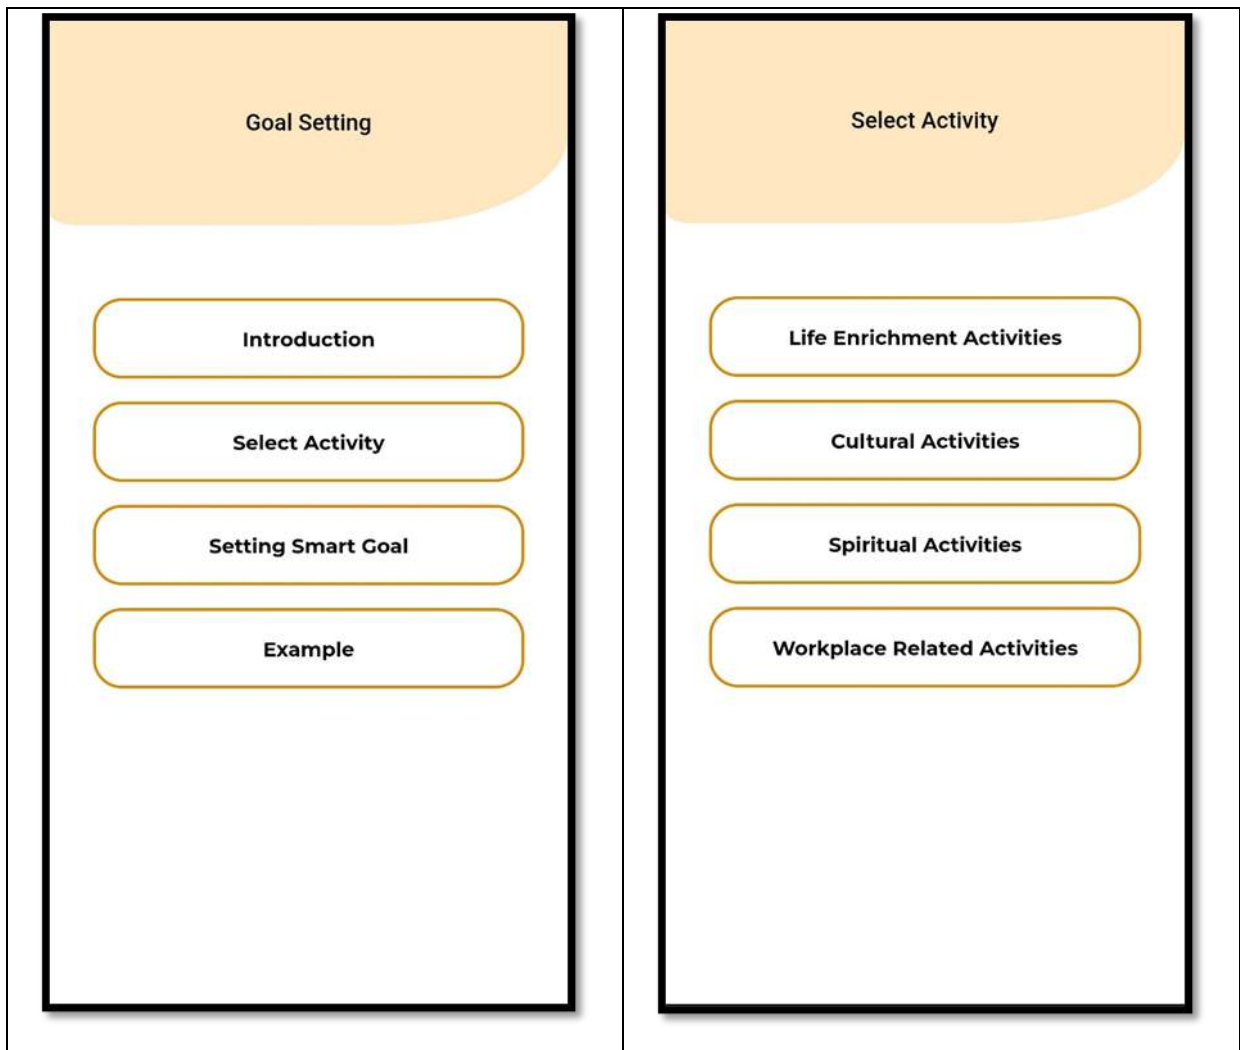 Goal Setting
Introduction
Select Activity
Setting Smart Goal
Example
Select Activity
Life Enrichment Activities
Cultural Activities
Spiritual Activities
Workplace Related Activities